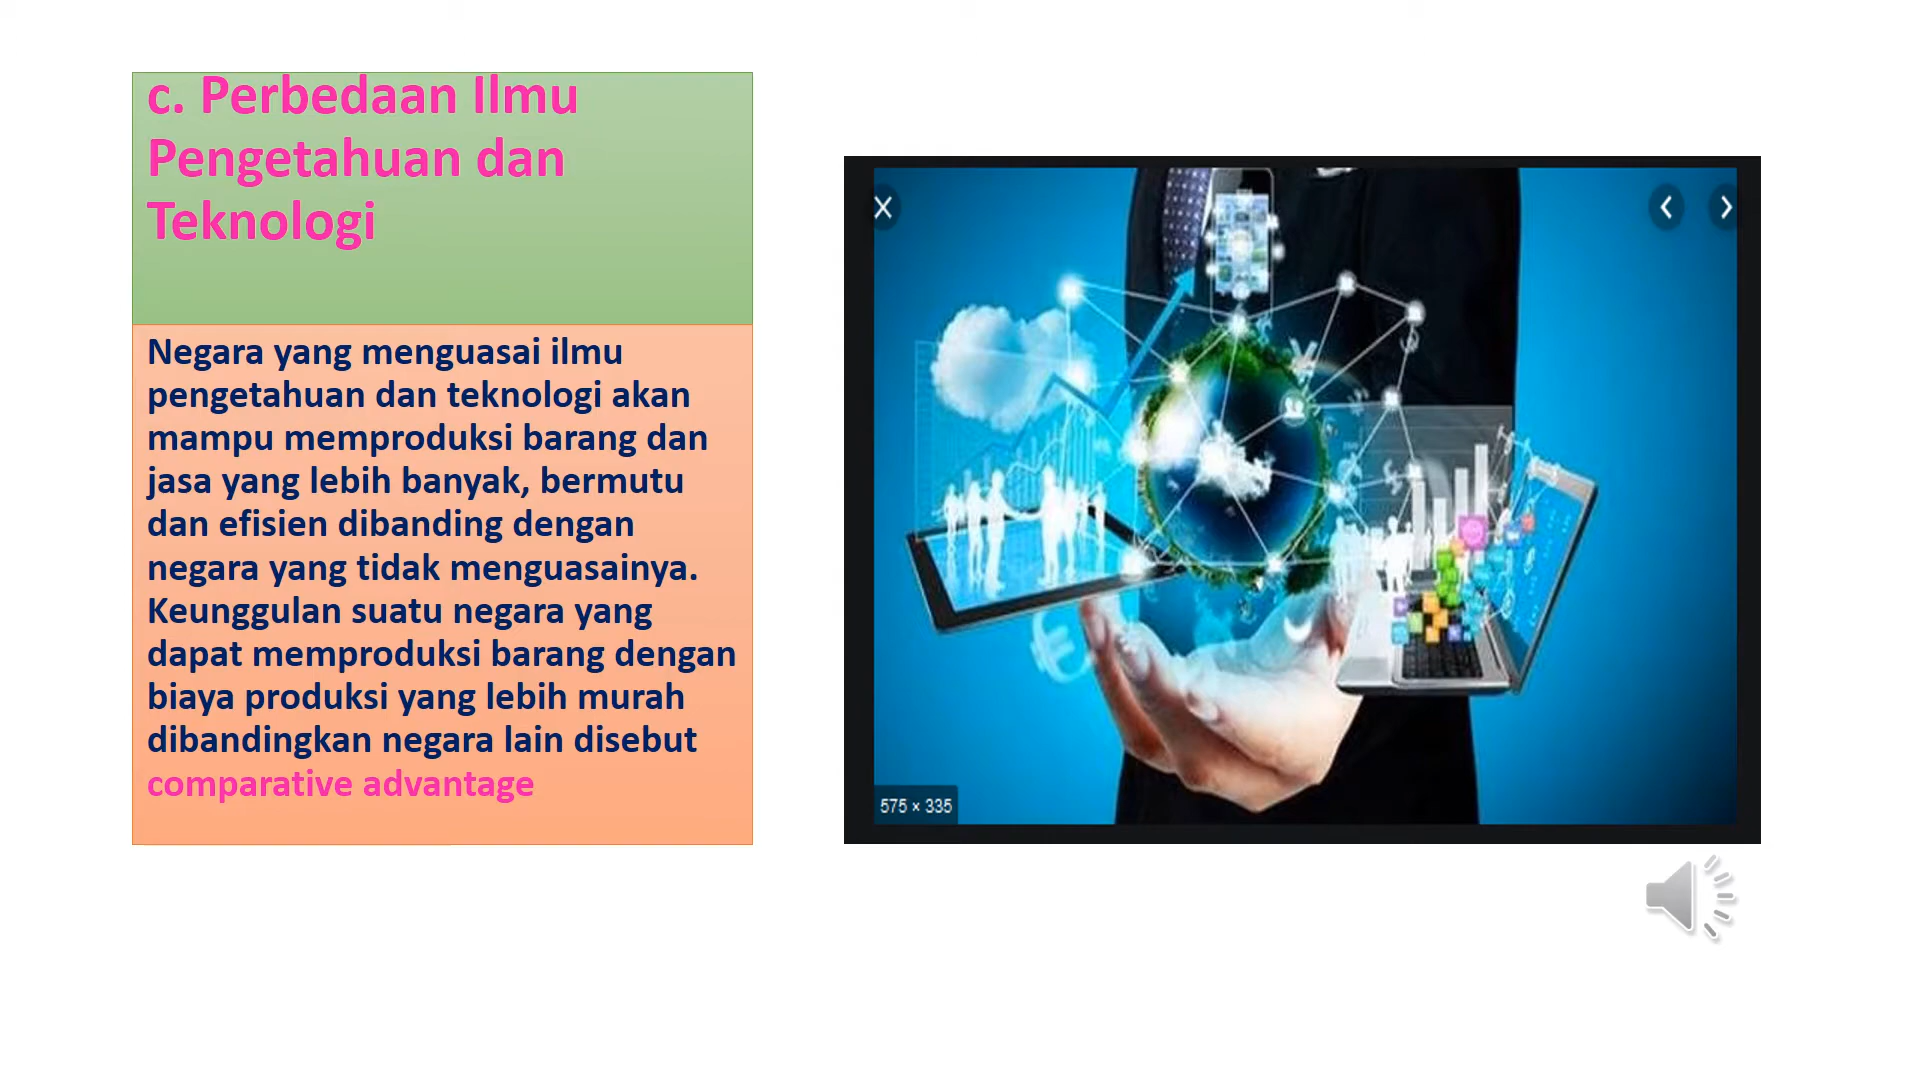 c. Perbedaan Ilmu
Pengetahuan dan
Teknologi
Negara yang menguasai ilmu
pengetahuan dan teknologi akan
mampu memproduksi barang dan
jasa yang lebih banyak, bermutu
dan efisien dibanding dengan
negara yang tidak menguasainya.
Keunggulan suatu negara yang
dapat memproduksi barang dengan
biaya produksi yang lebih murah
dibandingkan negara lain disebut
comparative advantage
575 × 335